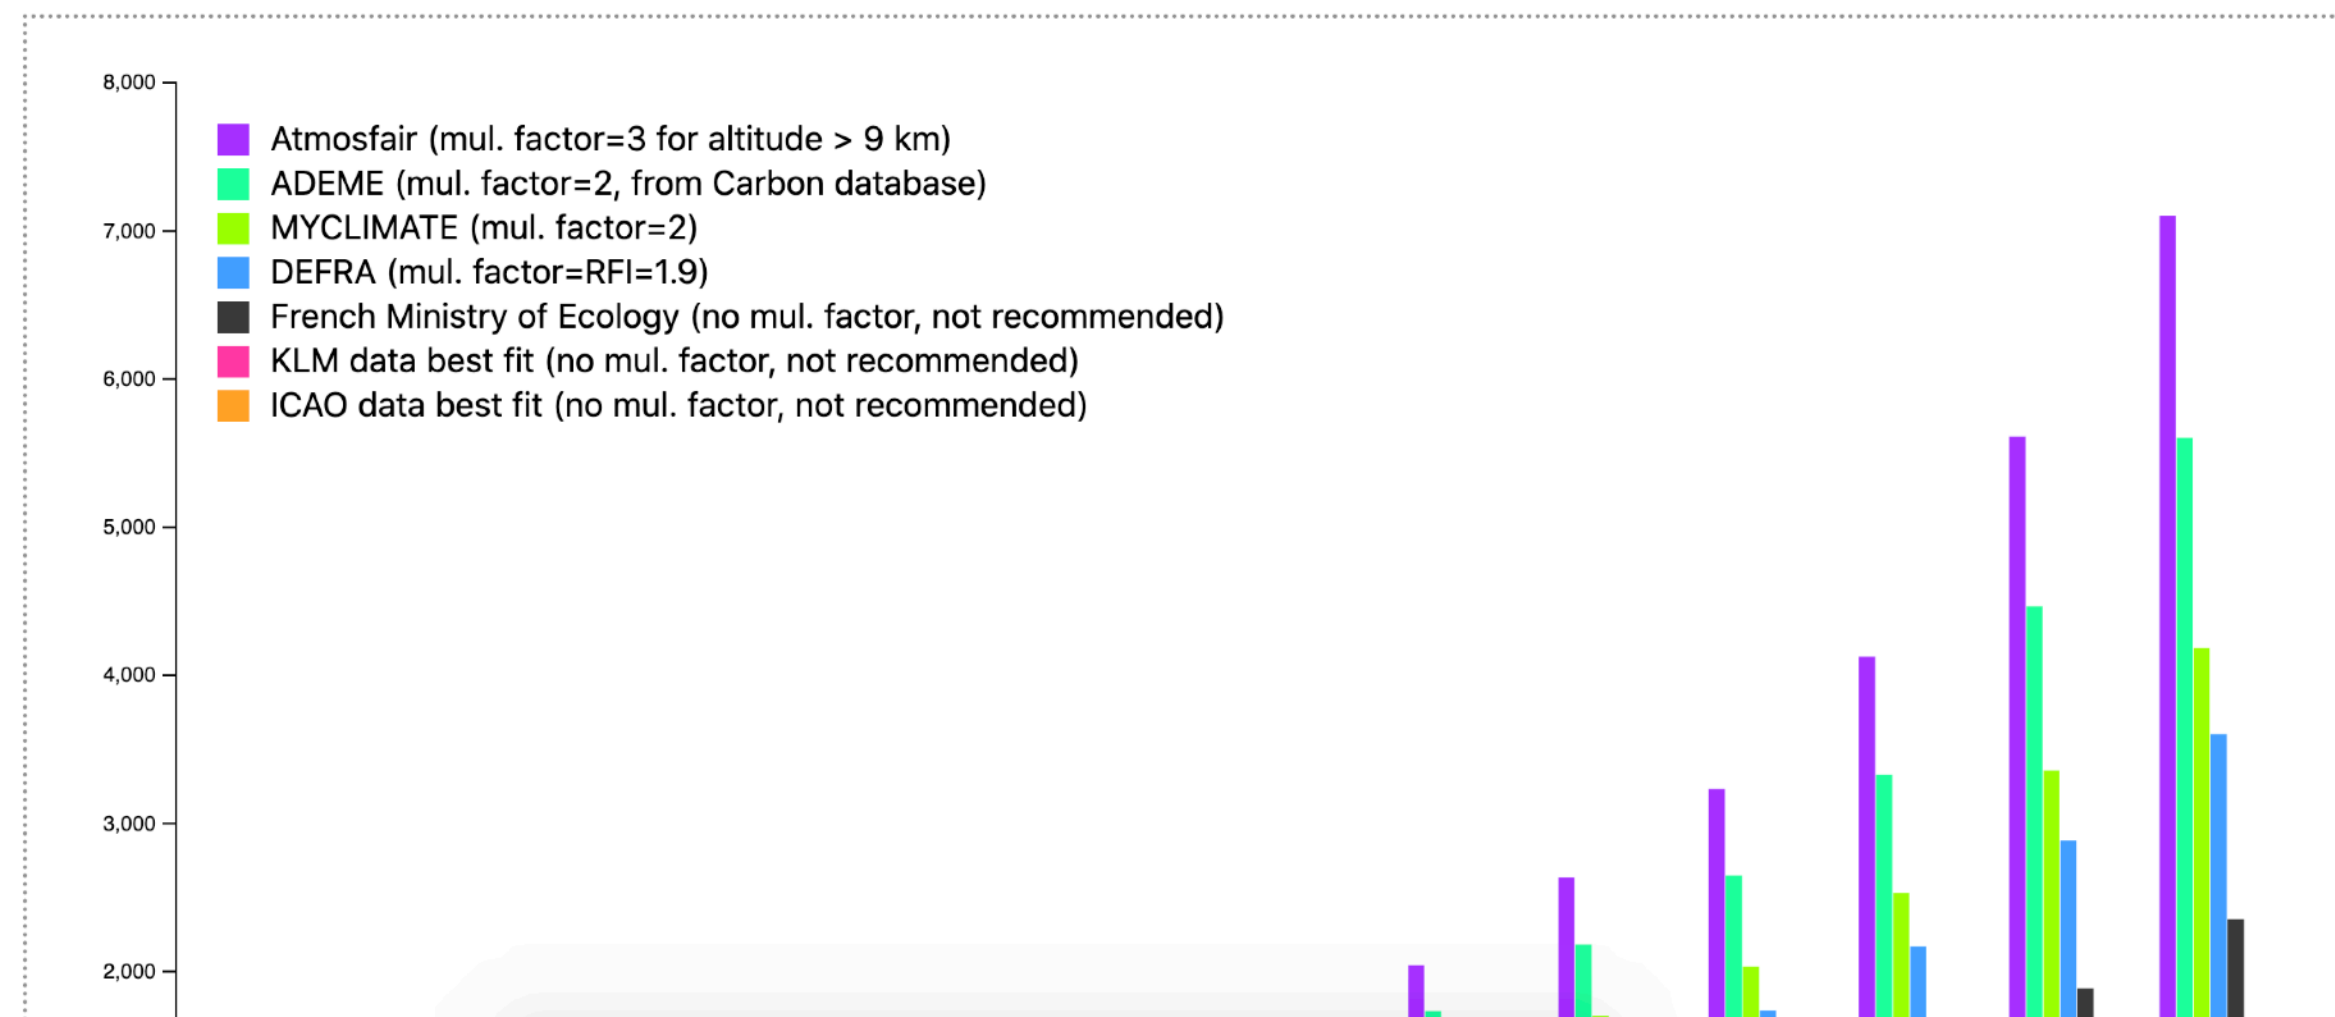 8,000
Atmosfair (mul. factor=3 for altitude > 9 km)
ADEME (mul. factor=2, from Carbon database)
7,000
MYCLIMATE (mul. factor=2)
DEFRA (mul. factor=RFI=1.9)
French Ministry of Ecology (no mul. factor, not recommended)
6,000
KLM data best fit (no mul. factor, not recommended)
ICAO data best fit (no mul. factor, not recommended)
5,000
4,000
3,000
2,000